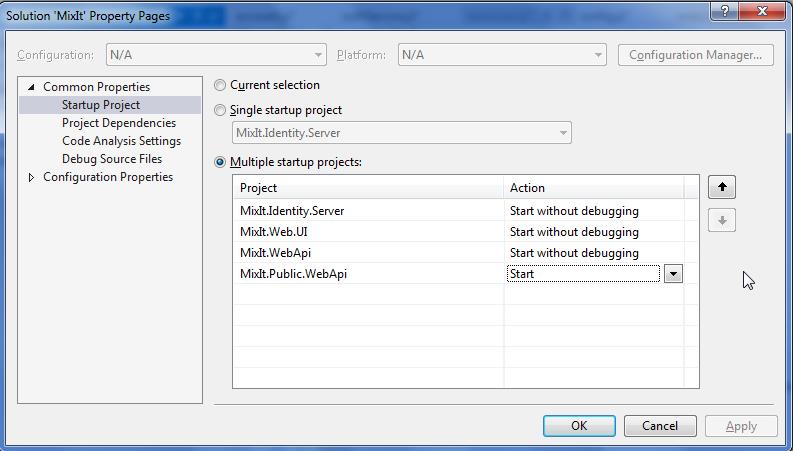 Solution 'MixIt' Property Pages
Configuration: N/A Platform: N/A Configuration Manager...
Common Properties
Startup Project
Project Dependencies
Code Analysis Settings
Debug Source Files
Configuration Properties
Current selection
Single startup project
MixIt.Identity.Server
Multiple startup projects:
Project Action
MixIt.Identity.Server Start without debugging
MixIt.Web.UI Start without debugging
MixIt.WebApi Start without debugging
MixIt.Public.WebApi Start
OK Cancel Apply